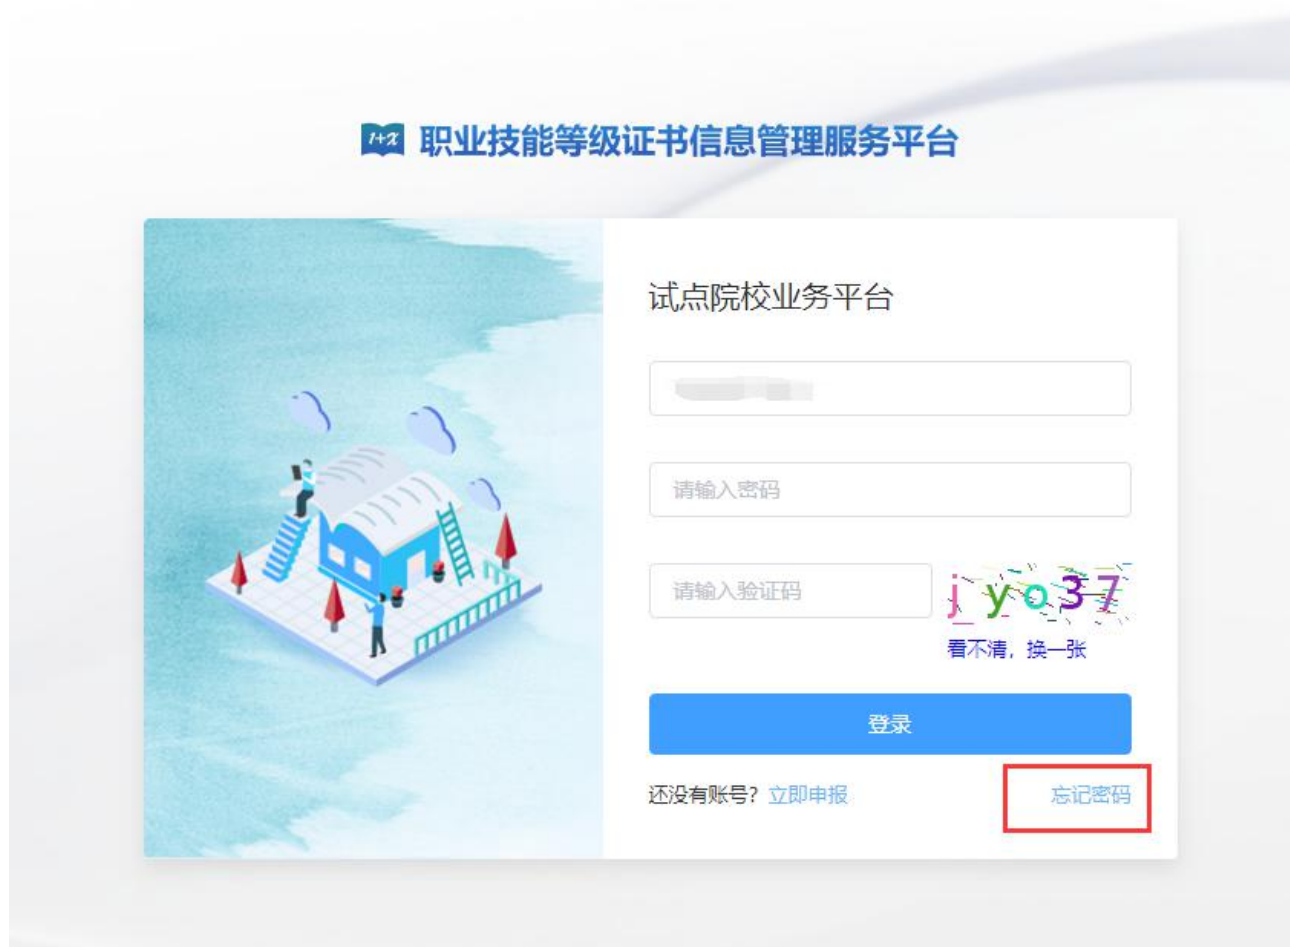 1+x 职业技能等级证书信息管理服务平台
试点院校业务平台
请输入密码
请输入验证码
jyo37
看不清，换一张
登录
还没有账号？立即申报
忘记密码